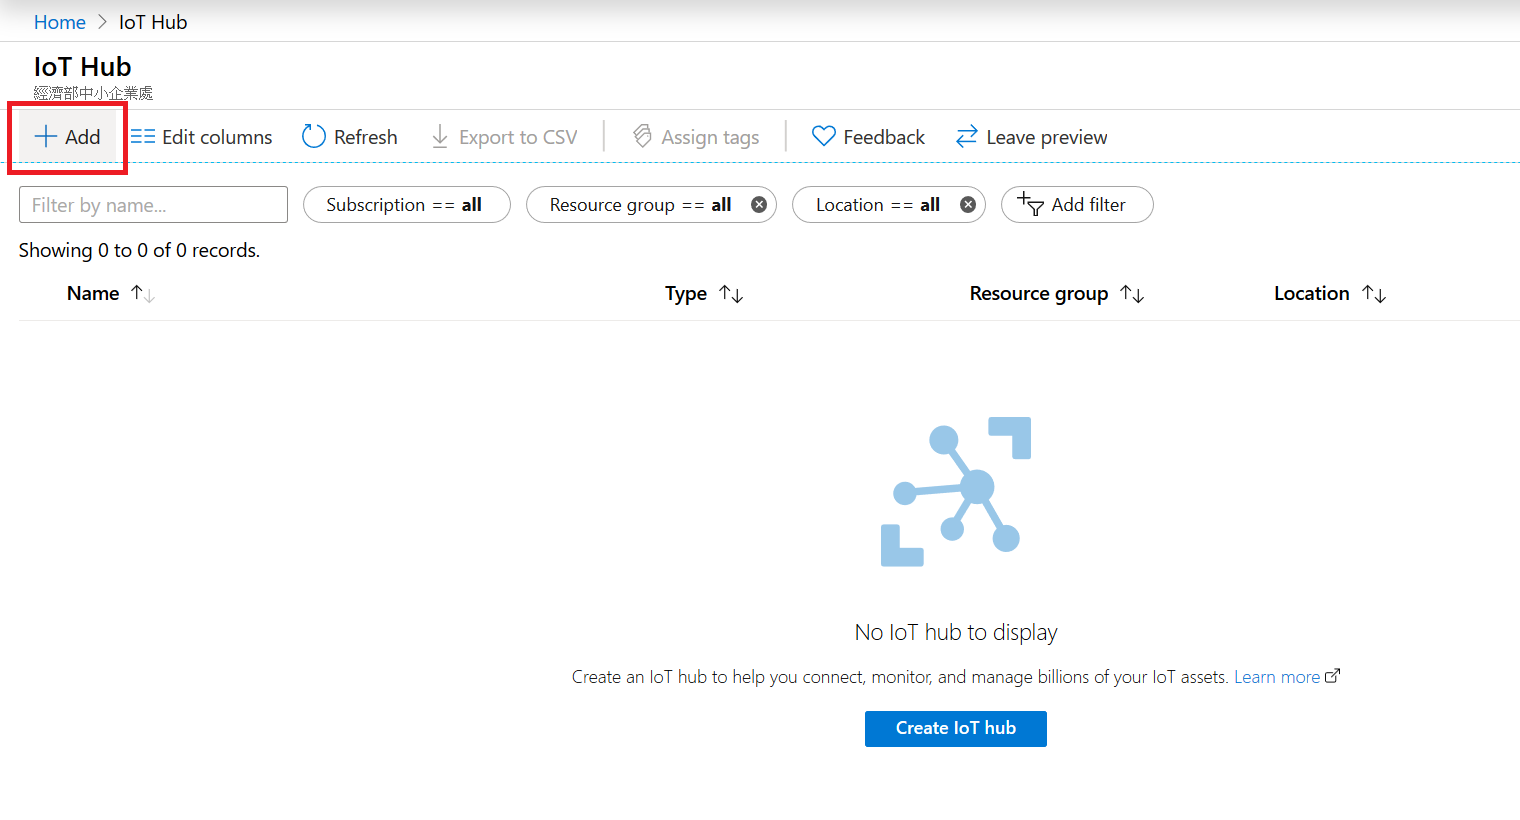 Home > IoT Hub
IoT Hub
經濟部中小企業處
Add Edit columns Refresh Export to CSV Assign tags Feedback Leave preview
Filter by name... Subscription == all Resource group == all Location == all Add filter
Showing 0 to 0 of 0 records.
Name Type Resource group Location
No IoT hub to display
Create an IoT hub to help you connect, monitor, and manage billions of your IoT assets. Learn more
Create IoT hub